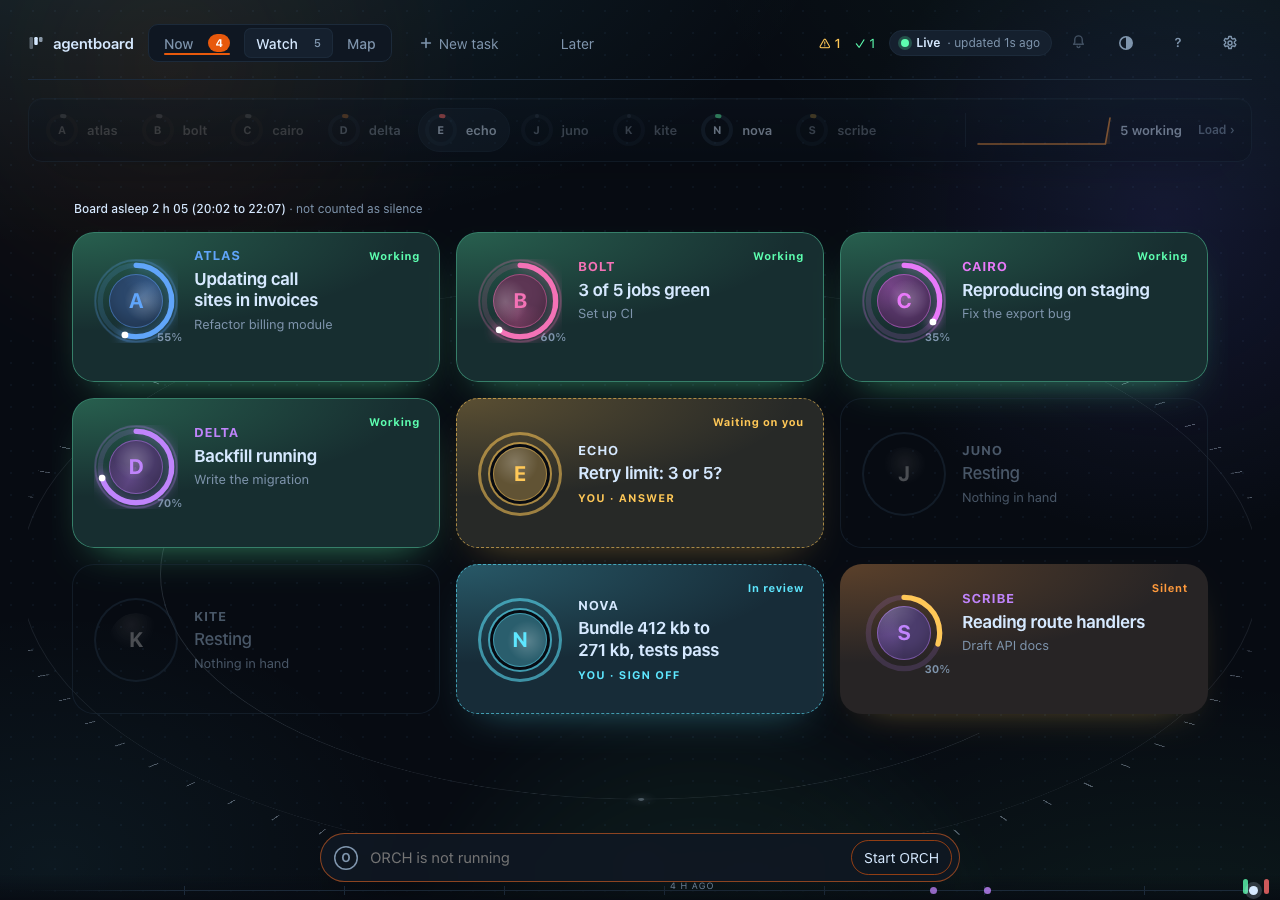 agentboard
Now 4
Watch 5
Map
+ New task
Later
1
1
Live · updated 1s ago
?
A atlas
B bolt
C cairo
D delta
E echo
J juno
K kite
N nova
S scribe
5 working
Load ›
Board asleep 2 h 05 (20:02 to 22:07) · not counted as silence
A
55%
ATLAS
Working
Updating call
sites in invoices
Refactor billing module
B
60%
BOLT
Working
3 of 5 jobs green
Set up CI
C
35%
CAIRO
Working
Reproducing on staging
Fix the export bug
D
70%
DELTA
Working
Backfill running
Write the migration
E
Waiting on you
ECHO
Retry limit: 3 or 5?
YOU · ANSWER
J
JUNO
Resting
Nothing in hand
K
KITE
Resting
Nothing in hand
N
In review
NOVA
Bundle 412 kb to
271 kb, tests pass
YOU · SIGN OFF
S
30%
Silent
SCRIBE
Reading route handlers
Draft API docs
O ORCH is not running
Start ORCH
4 H AGO